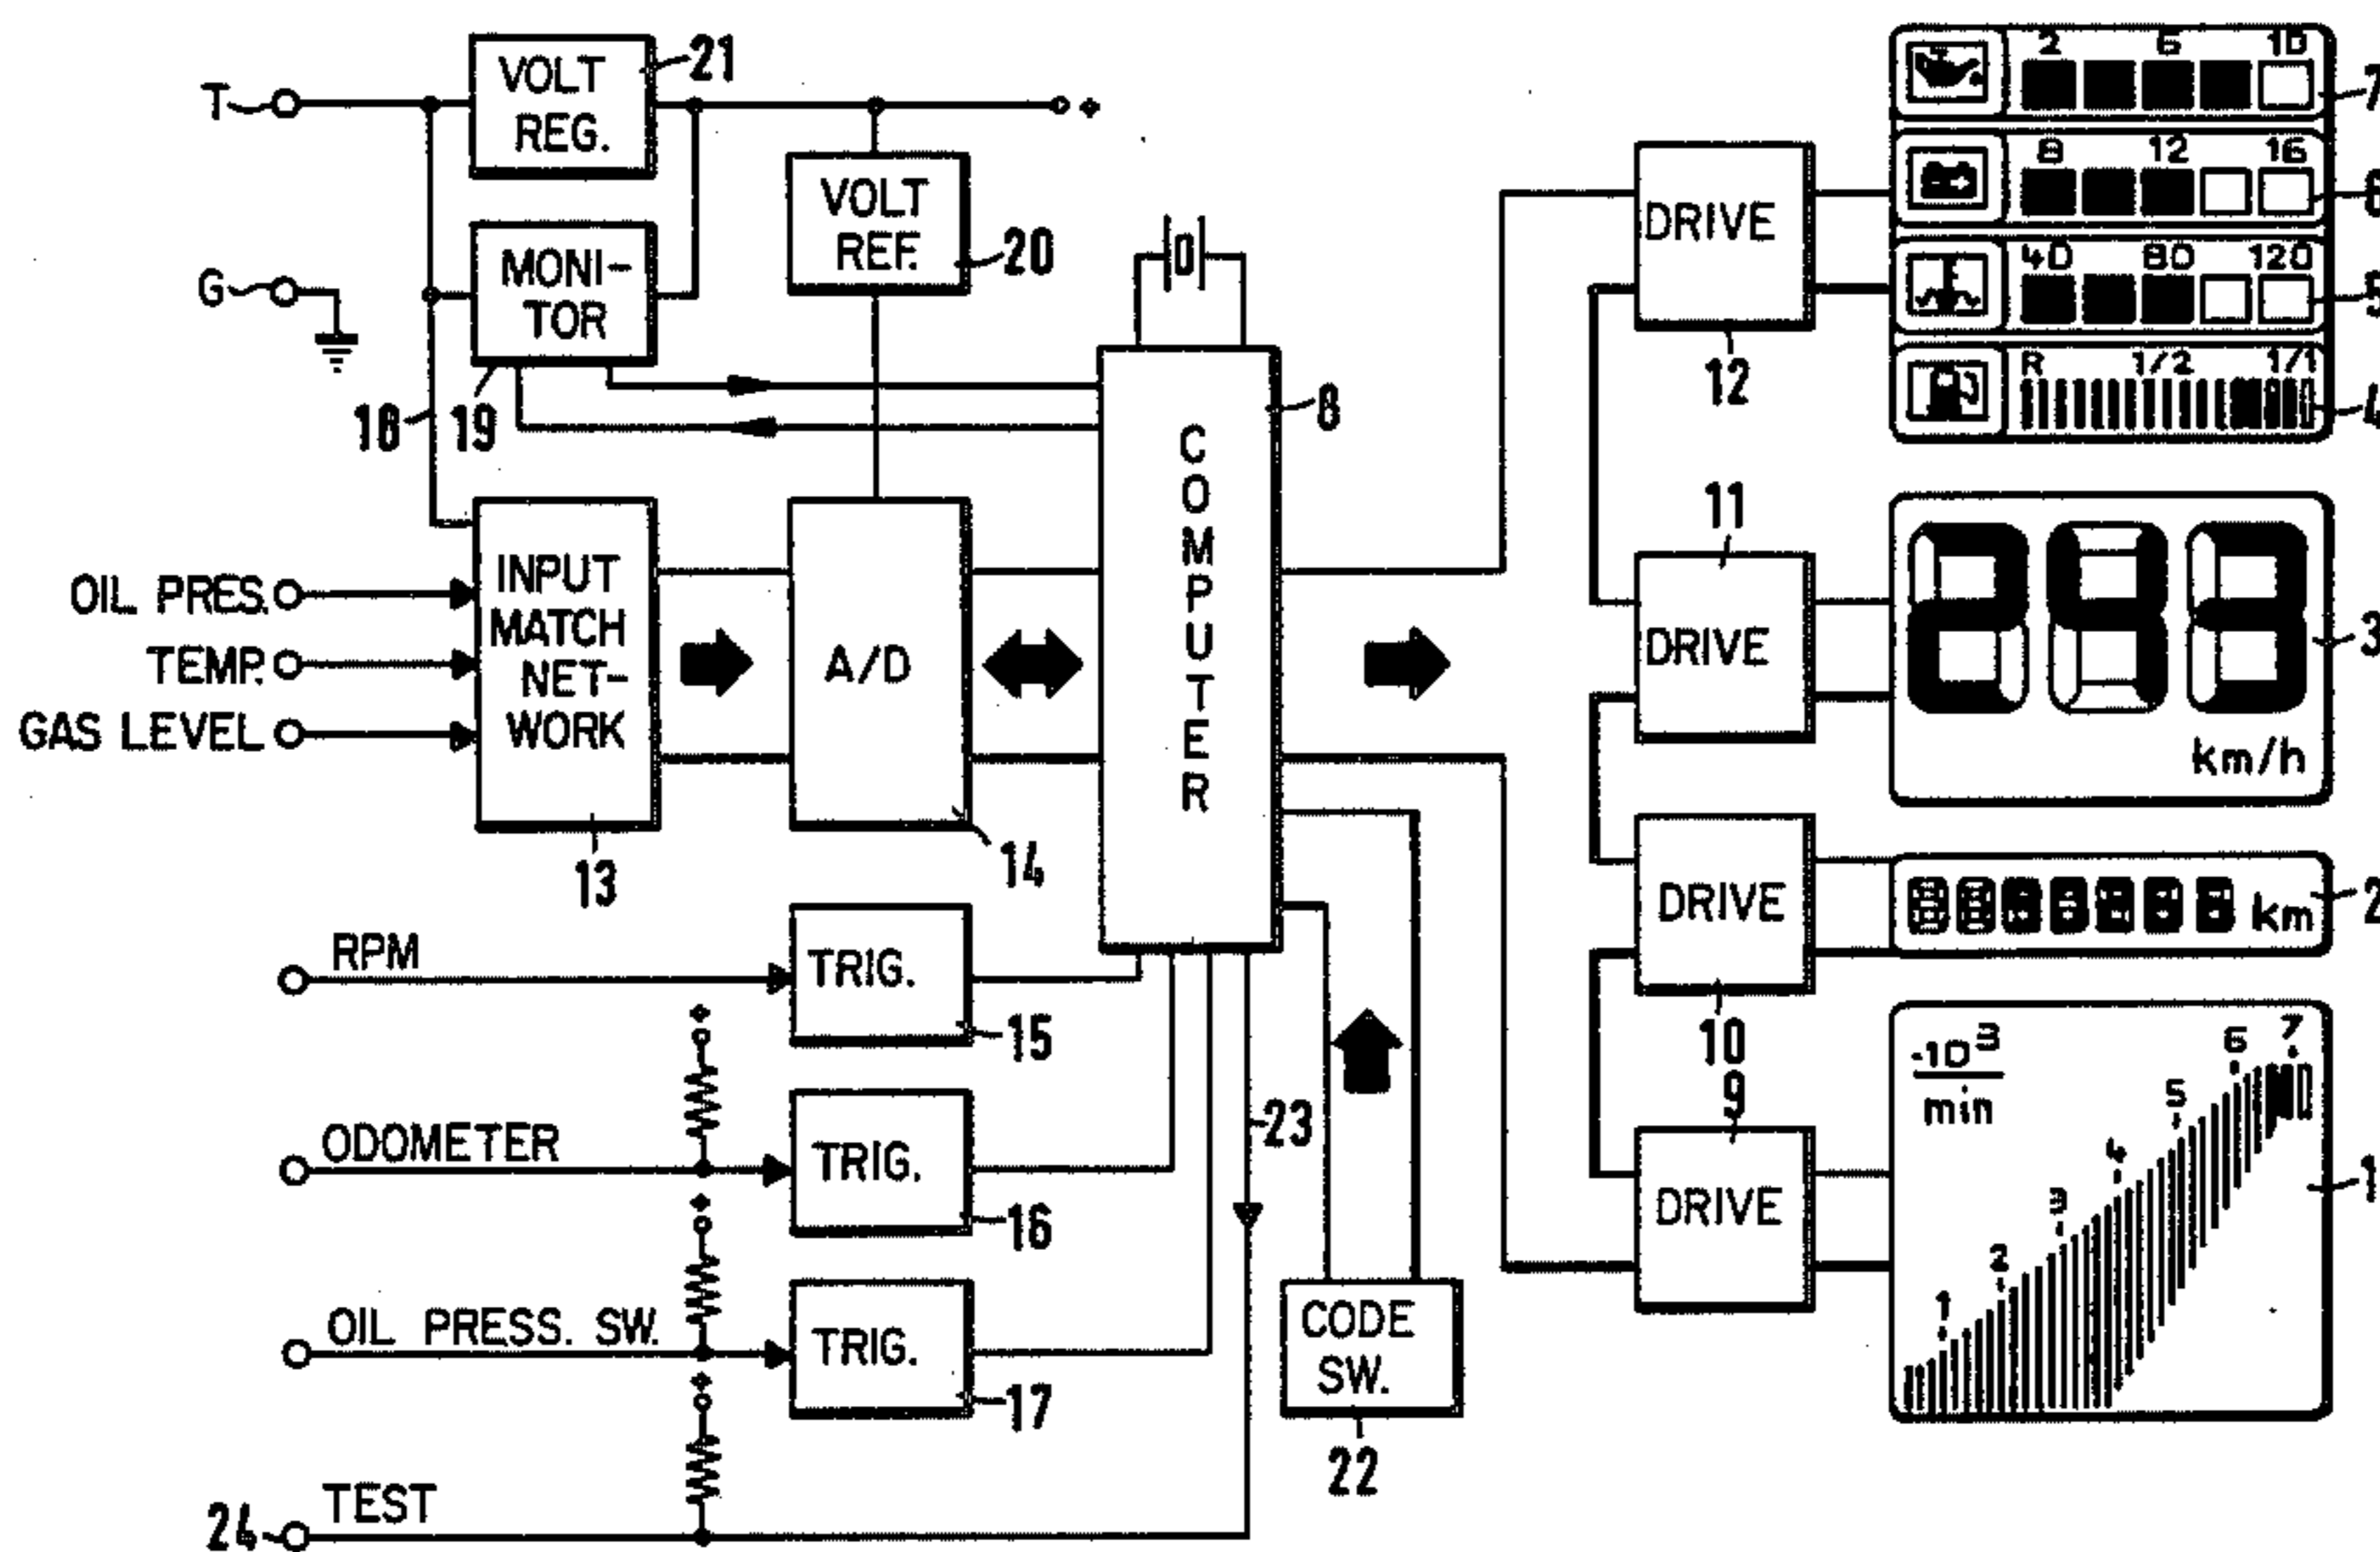 T
VOLT
REG.
21
VOLT
REF.
20
G
MONI-
TOR
18
19
8
COMPUTER
OIL PRES.
TEMP.
GAS LEVEL
INPUT
MATCH
NET-
WORK
13
A/D
14
RPM
TRIG.
15
ODOMETER
TRIG.
16
OIL PRESS. SW.
TRIG.
17
23
24
TEST
CODE
SW.
22
DRIVE
12
2 6 10
7
8 12 16
6
40 80 120
5
R 1/2 1/1
4
11
DRIVE
243
km/h
3
DRIVE
10
km
2
9
DRIVE
·10³
min
1 2 3 4 5 6 7
1